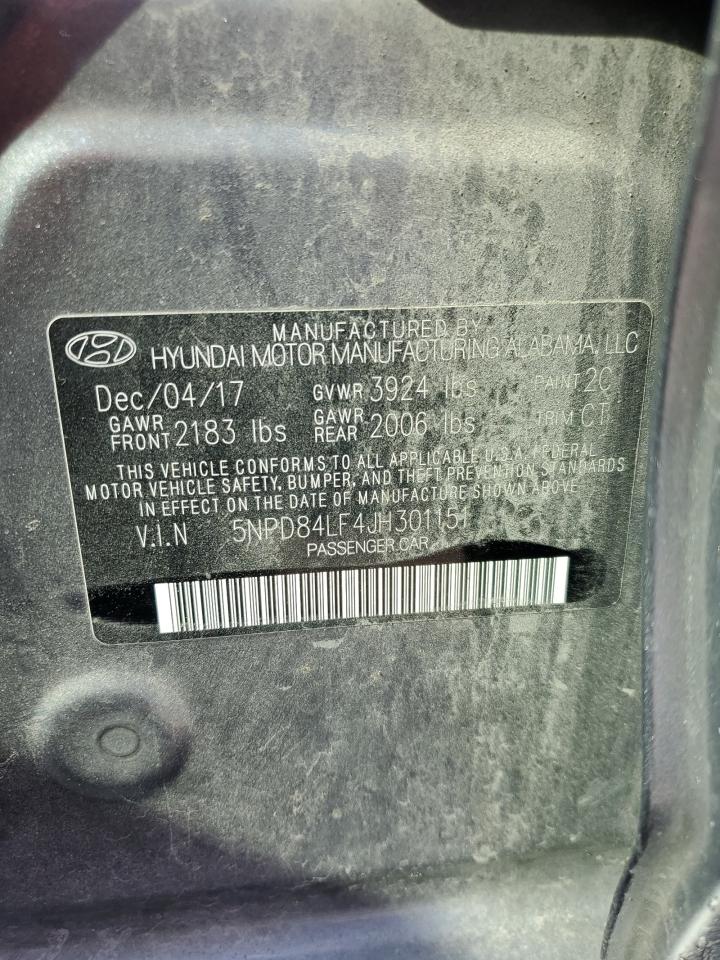 MANUFACTURED BY
HYUNDAI MOTOR MANUFACTURING ALABAMA, LLC
Dec/04/17 GVWR 3924 lbs PAINT 2C
GAWR FRONT 2183 lbs GAWR REAR 2006 lbs TRIM CT
THIS VEHICLE CONFORMS TO ALL APPLICABLE U.S.A. FEDERAL
MOTOR VEHICLE SAFETY, BUMPER, AND THEFT PREVENTION STANDARDS
IN EFFECT ON THE DATE OF MANUFACTURE SHOWN ABOVE.
V.I.N 5NPD84LF4JH301151
PASSENGER CAR